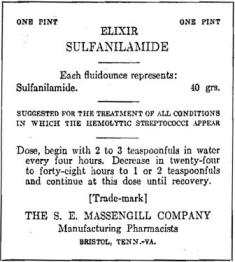 ONE PINT ONE PINT
ELIXIR
SULFANILAMIDE
Each fluidounce represents:
Sulfanilamide. 40 grs.
SUGGESTED FOR THE TREATMENT OF ALL CONDITIONS
IN WHICH THE HEMOLYTIC STREPTOCOCCI APPEAR
Dose, begin with 2 to 3 teaspoonfuls in water
every four hours. Decrease in twenty-four
to forty-eight hours to 1 or 2 teaspoonfuls
and continue at this dose until recovery.
[Trade-mark]
THE S. E. MASSENGILL COMPANY
Manufacturing Pharmacists
BRISTOL, TENN.-VA.